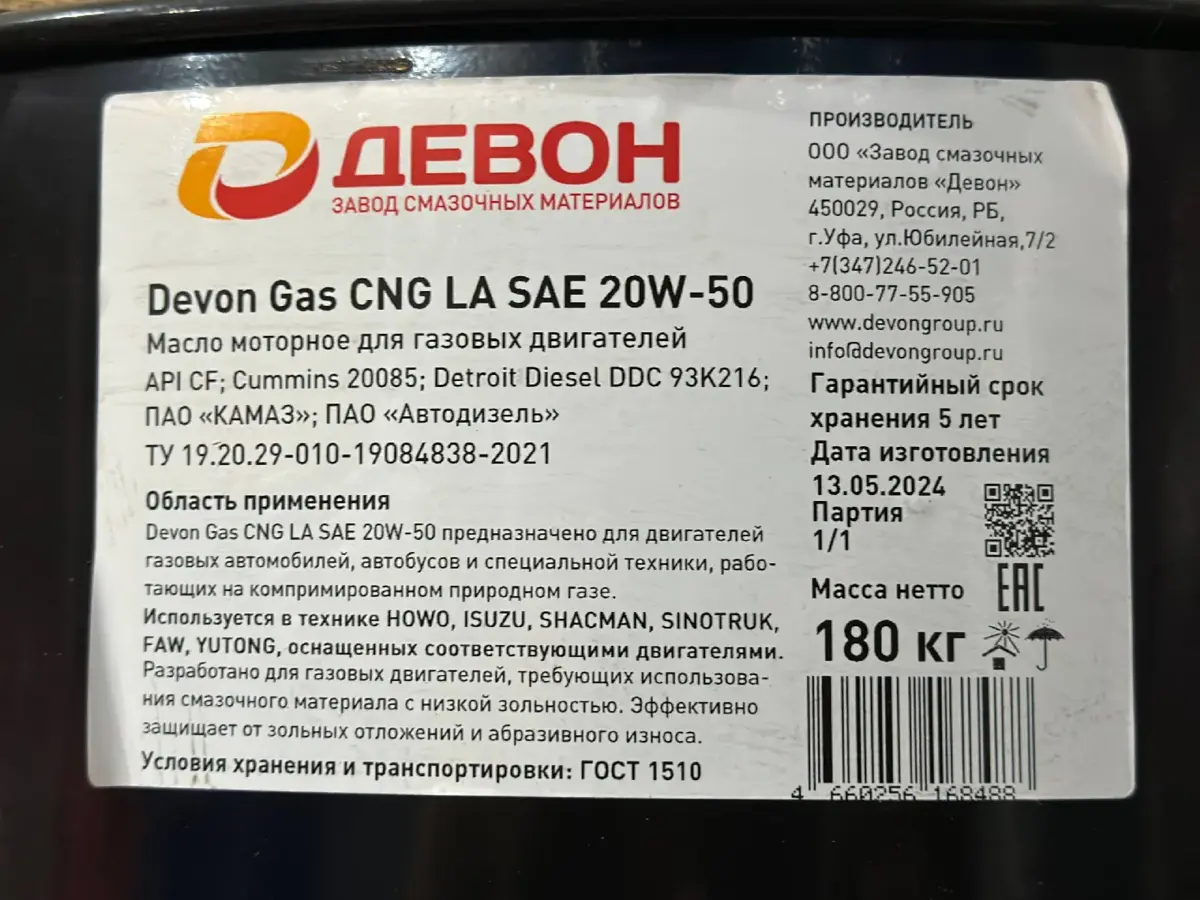 ДЕВОН
ЗАВОД СМАЗОЧНЫХ МАТЕРИАЛОВ
Devon Gas CNG LA SAE 20W-50
Масло моторное для газовых двигателей
API CF; Cummins 20085; Detroit Diesel DDC 93K216;
ПАО «КАМАЗ»; ПАО «Автодизель»
ТУ 19.20.29-010-19084838-2021
Область применения
Devon Gas CNG LA SAE 20W-50 предназначено для двигателей
газовых автомобилей, автобусов и специальной техники, рабо-
тающих на компримированном природном газе.
Используется в технике HOWO, ISUZU, SHACMAN, SINOTRUK,
FAW, YUTONG, оснащенных соответствующими двигателями.
Разработано для газовых двигателей, требующих использова-
ния смазочного материала с низкой зольностью. Эффективно
защищает от зольных отложений и абразивного износа.
Условия хранения и транспортировки: ГОСТ 1510
ПРОИЗВОДИТЕЛЬ
ООО «Завод смазочных
материалов «Девон»
450029, Россия, РБ,
г.Уфа, ул.Юбилейная,7/2
+7(347)246-52-01
8-800-77-55-905
www.devongroup.ru
info@devongroup.ru
Гарантийный срок
хранения 5 лет
Дата изготовления
13.05.2024
Партия
1/1
Масса нетто
EAC
180 кг
4 660256 168488